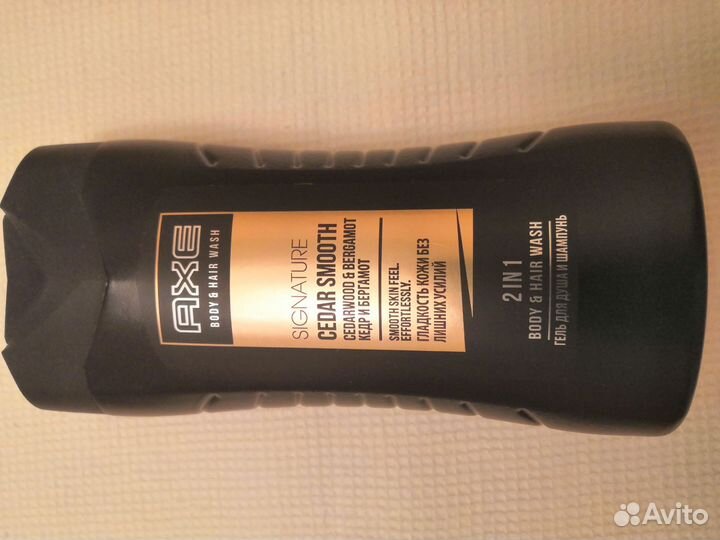 AXE
BODY & HAIR WASH
SIGNATURE
CEDAR SMOOTH
CEDARWOOD & BERGAMOT
КЕДР И БЕРГАМОТ
SMOOTH SKIN FEEL.
EFFORTLESSLY.
ГЛАДКОСТЬ КОЖИ БЕЗ
ЛИШНИХ УСИЛИЙ
2 IN 1
BODY & HAIR WASH
ГЕЛЬ ДЛЯ ДУША И ШАМПУНЬ
Avito